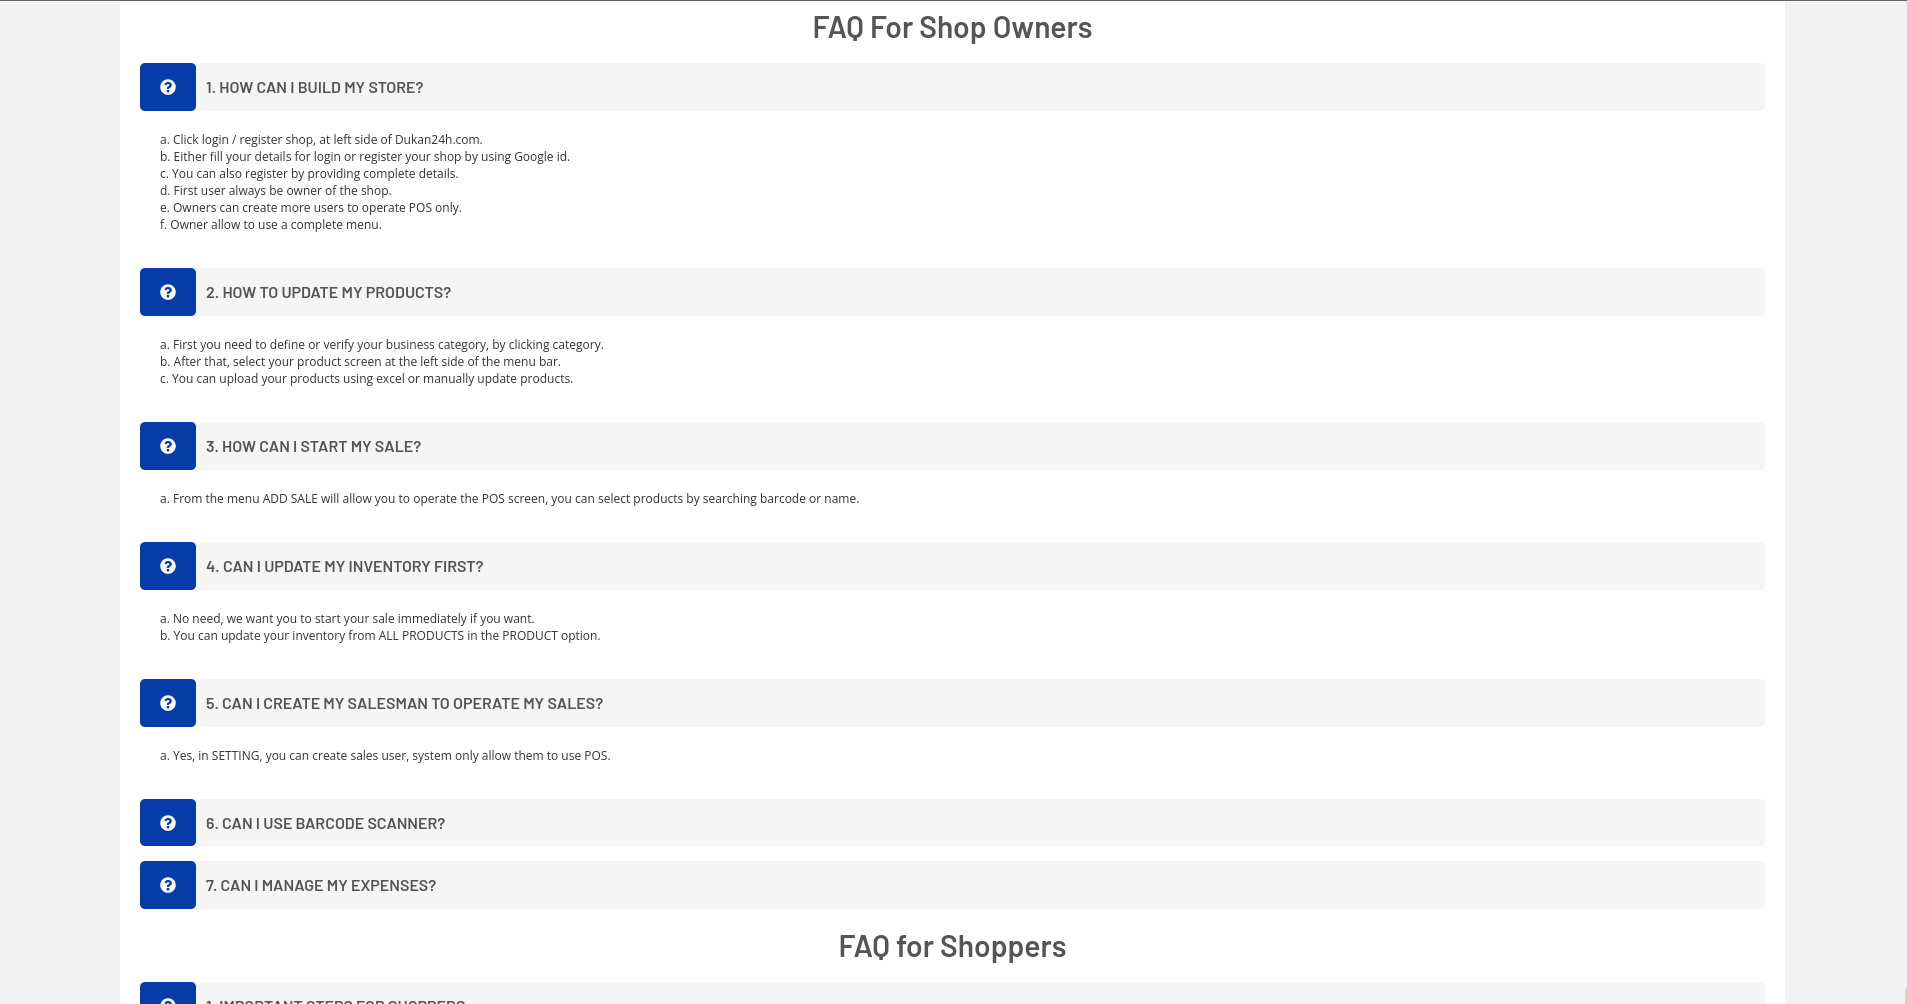 FAQ For Shop Owners
1. HOW CAN I BUILD MY STORE?
a. Click login / register shop, at left side of Dukan24h.com.
b. Either fill your details for login or register your shop by using Google id.
c. You can also register by providing complete details.
d. First user always be owner of the shop.
e. Owners can create more users to operate POS only.
f. Owner allow to use a complete menu.
2. HOW TO UPDATE MY PRODUCTS?
a. First you need to define or verify your business category, by clicking category.
b. After that, select your product screen at the left side of the menu bar.
c. You can upload your products using excel or manually update products.
3. HOW CAN I START MY SALE?
a. From the menu ADD SALE will allow you to operate the POS screen, you can select products by searching barcode or name.
4. CAN I UPDATE MY INVENTORY FIRST?
a. No need, we want you to start your sale immediately if you want.
b. You can update your inventory from ALL PRODUCTS in the PRODUCT option.
5. CAN I CREATE MY SALESMAN TO OPERATE MY SALES?
a. Yes, in SETTING, you can create sales user, system only allow them to use POS.
6. CAN I USE BARCODE SCANNER?
7. CAN I MANAGE MY EXPENSES?
FAQ for Shoppers
1. IMPORTANT STEPS FOR SHOPPERS